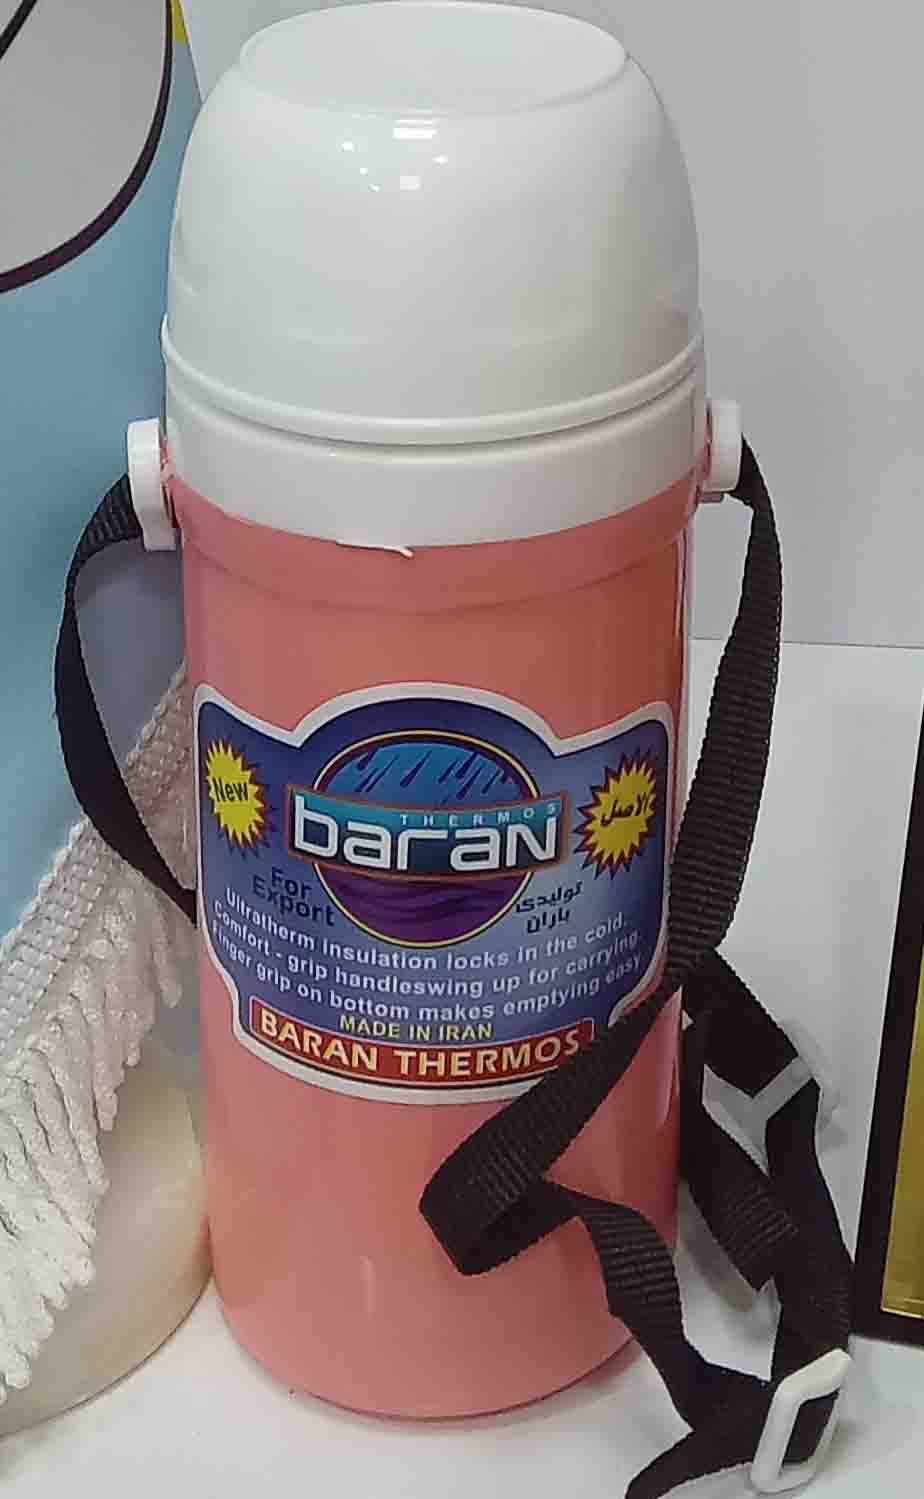 New
THERMOS
baran
الاصل
For
Export
توليدى
باران
Ultratherm insulation locks in the cold.
Comfort - grip handleswing up for carrying.
Finger grip on bottom makes emptying easy
MADE IN IRAN
BARAN THERMOS